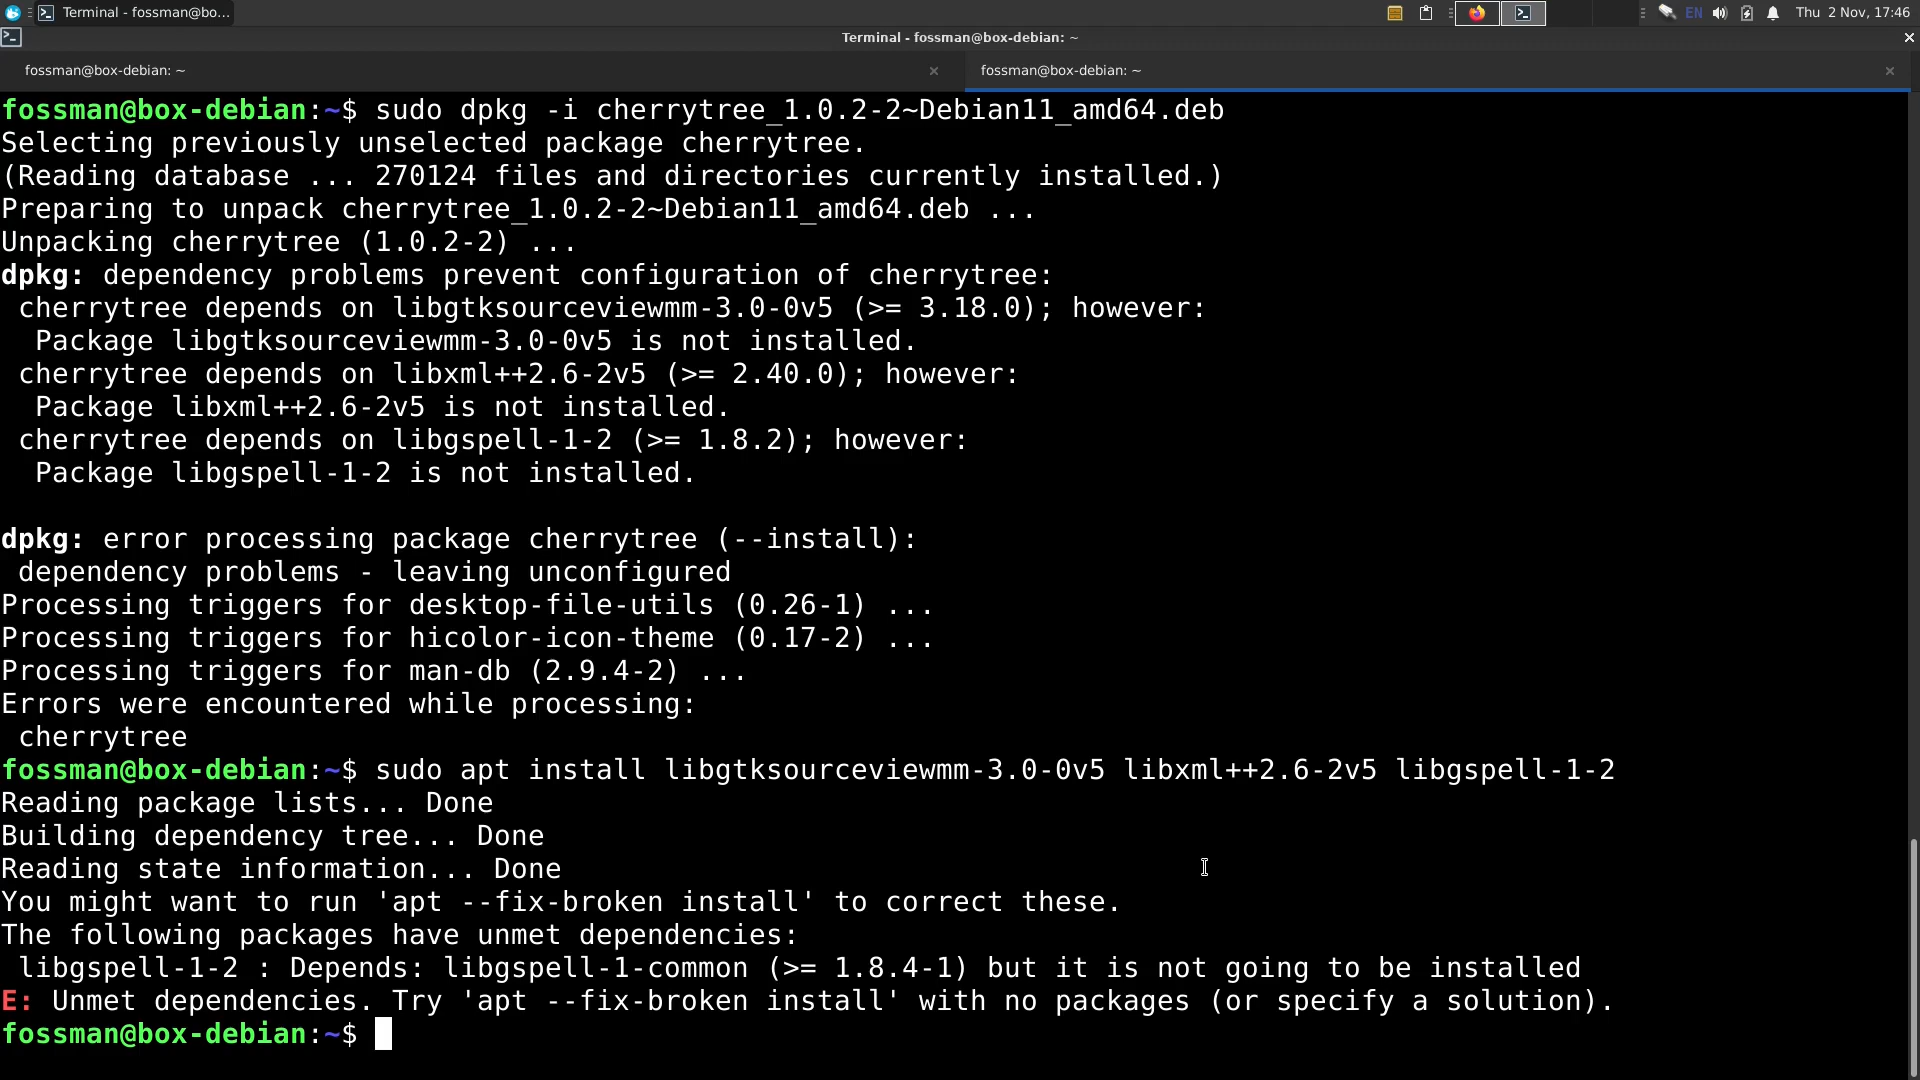 Terminal - fossman@bo...
EN
Thu 2 Nov, 17:46
Terminal - fossman@box-debian: ~
fossman@box-debian: ~
fossman@box-debian: ~
fossman@box-debian:~$ sudo dpkg -i cherrytree_1.0.2-2~Debian11_amd64.deb
Selecting previously unselected package cherrytree.
(Reading database ... 270124 files and directories currently installed.)
Preparing to unpack cherrytree_1.0.2-2~Debian11_amd64.deb ...
Unpacking cherrytree (1.0.2-2) ...
dpkg: dependency problems prevent configuration of cherrytree:
 cherrytree depends on libgtksourceviewmm-3.0-0v5 (>= 3.18.0); however:
  Package libgtksourceviewmm-3.0-0v5 is not installed.
 cherrytree depends on libxml++2.6-2v5 (>= 2.40.0); however:
  Package libxml++2.6-2v5 is not installed.
 cherrytree depends on libgspell-1-2 (>= 1.8.2); however:
  Package libgspell-1-2 is not installed.

dpkg: error processing package cherrytree (--install):
 dependency problems - leaving unconfigured
Processing triggers for desktop-file-utils (0.26-1) ...
Processing triggers for hicolor-icon-theme (0.17-2) ...
Processing triggers for man-db (2.9.4-2) ...
Errors were encountered while processing:
 cherrytree
fossman@box-debian:~$ sudo apt install libgtksourceviewmm-3.0-0v5 libxml++2.6-2v5 libgspell-1-2
Reading package lists... Done
Building dependency tree... Done
Reading state information... Done
You might want to run 'apt --fix-broken install' to correct these.
The following packages have unmet dependencies:
 libgspell-1-2 : Depends: libgspell-1-common (>= 1.8.4-1) but it is not going to be installed
E: Unmet dependencies. Try 'apt --fix-broken install' with no packages (or specify a solution).
fossman@box-debian:~$